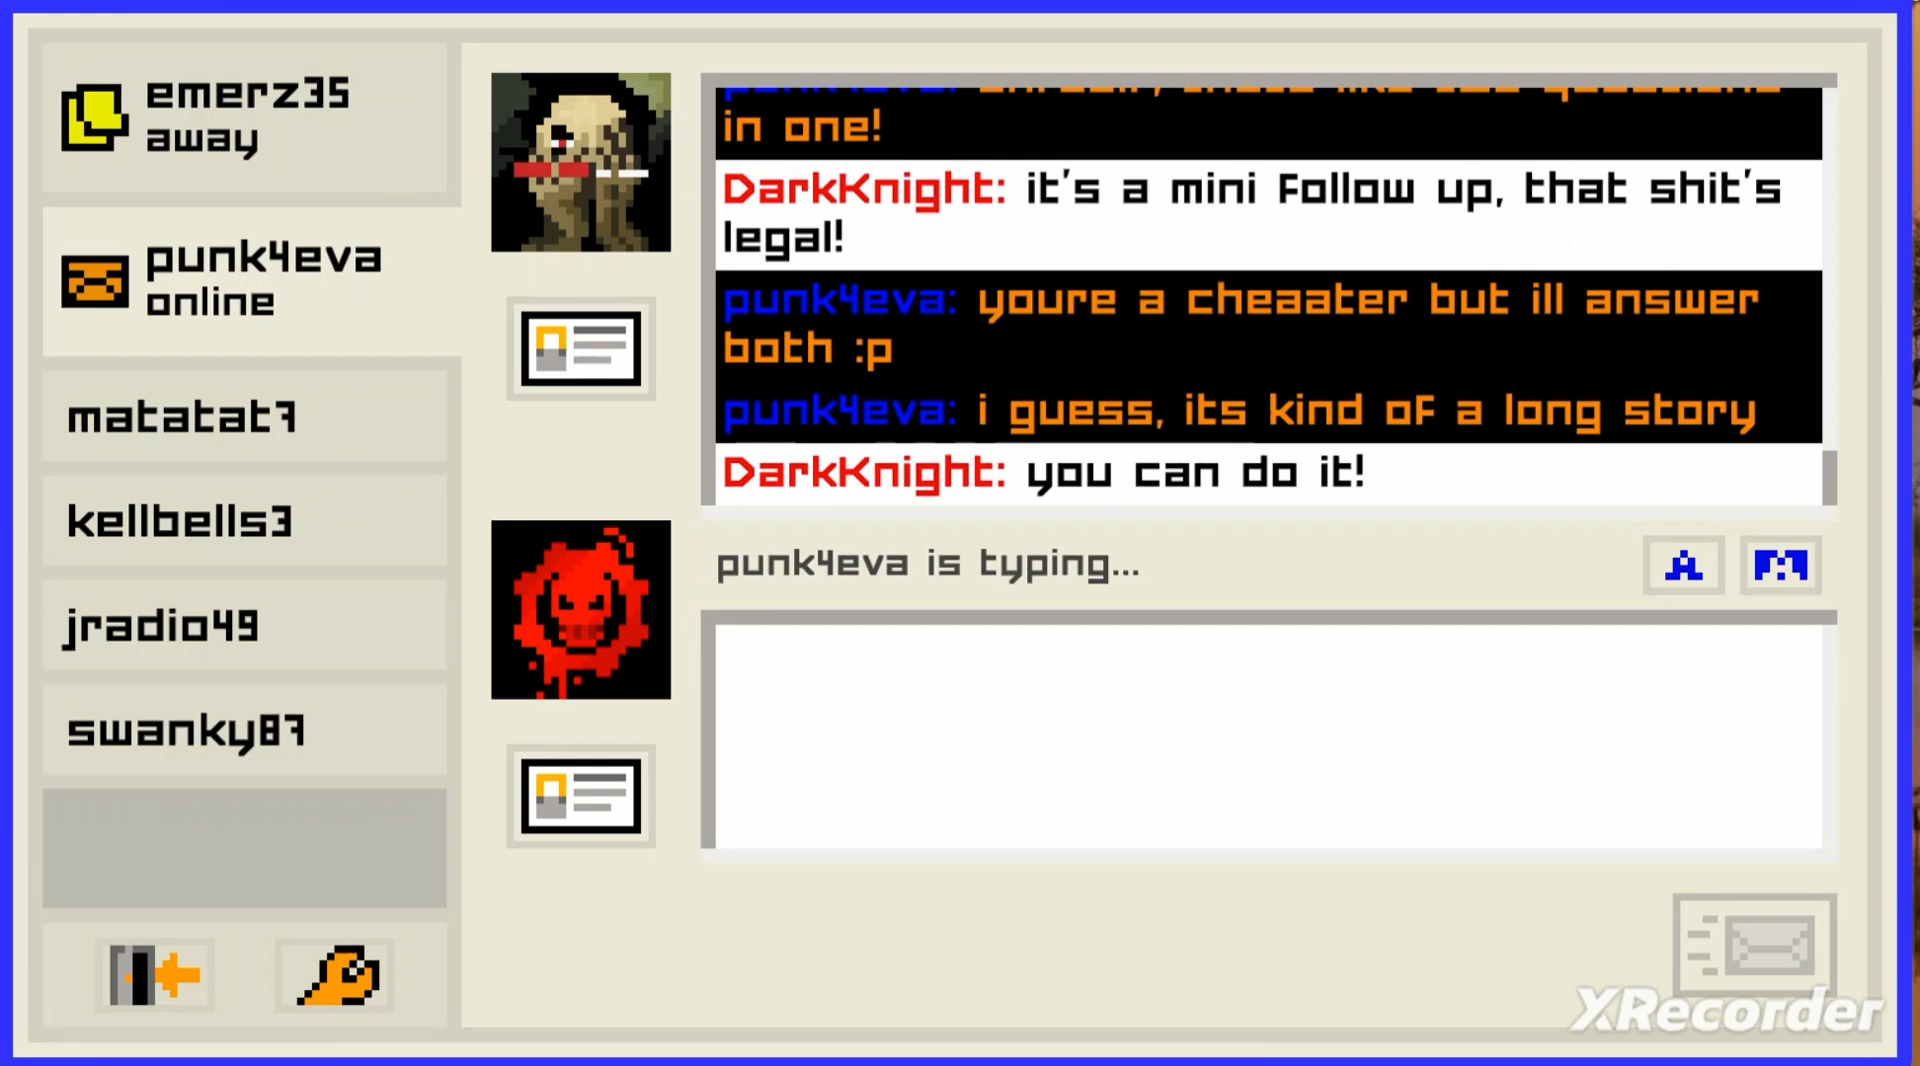 emerz35
away
punk4eva
online
matatat7
kellbells3
jradio49
swanky87
in one!
DarkKnight: it's a mini Follow up, that shit's
legal!
punk4eva: youre a cheaater but ill answer
both :p
punk4eva: i guess, its kind oF a long story
DarkKnight: you can do it!
punk4eva is typing...
A
XRecorder